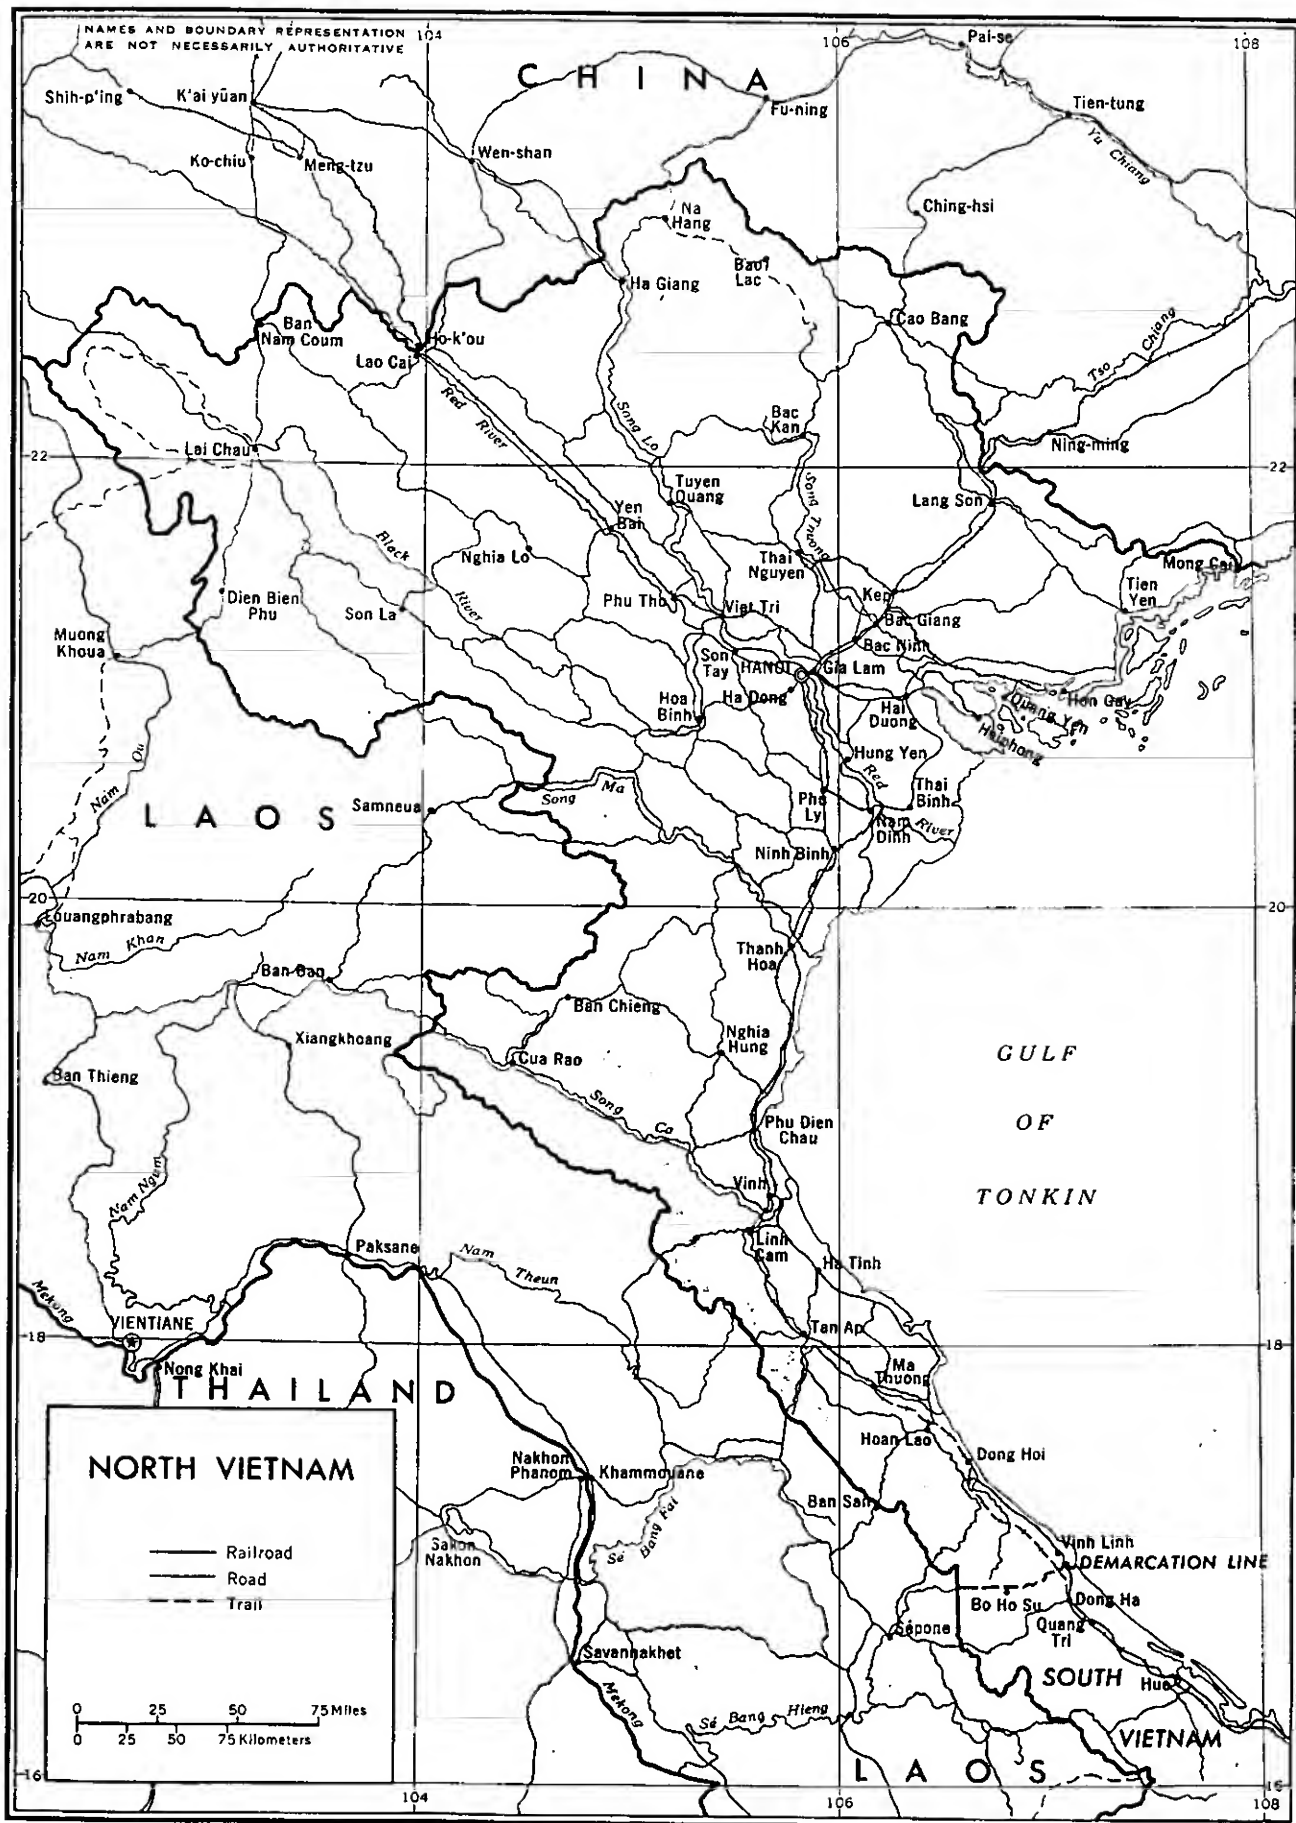 NAMES AND BOUNDARY REPRESENTATION
ARE NOT NECESSARILY AUTHORITATIVE
104
106
108
Pai-se
CHINA
Shih-p'ing
K'ai yüan
Fu-ning
Tien-tung
Yu Chiang
Ko-chiu
Meng-tzu
Wen-shan
Ching-hsi
Na
Hang
Bao
Lac
Ha Giang
Ban
Nam Coum
Cao Bang
Ho-k'ou
Lao Cai
Tso Chiang
Red River
Song Lo
Bac
Kan
Ning-ming
Lai Chau
22
22
Tuyen
Quang
Lang Son
Yen
Bai
Song Thuong
Black River
Nghia Lo
Thai
Nguyen
Mong Cai
Tien
Yen
Dien Bien
Phu
Son La
Phu Tho
Viet Tri
Kep
Bac Giang
Muong
Khoua
Bac Ninh
Son
Tay
HANOI
Gia Lam
Hoa
Binh
Ha Dong
Hai
Duong
Quang Yen
Hon Gay
Haiphong
Hung Yen
Nam Ou
Red River
Thai
Binh
LAOS
Samneua
Song Ma
Phu
Ly
Nam
Dinh
Ninh Binh
20
20
Louangphrabang
Nam Khan
Thanh
Hoa
Ban Ban
Ban Chieng
Xiangkhoang
Nghia
Hung
Cua Rao
GULF
OF
TONKIN
Ban Thieng
Song Ca
Phu Dien
Chau
Nam Ngum
Vinh
Linh
Cam
Paksane
Nam Theun
Ha Tinh
Mekong
VIENTIANE
18
18
Tan Ap
Nong Khai
Ma
Thuong
THAILAND
Hoan Lao
Dong Hoi
NORTH VIETNAM
Nakhon
Phanom
Khammouane
Ban San
Sé Bang Fai
Sakon
Nakhon
Vinh Linh
DEMARCATION LINE
Railroad
Road
Trail
Bo Ho Su
Dong Ha
Quang
Tri
Sépone
Savannakhet
SOUTH
VIETNAM
Hue
Mekong
Sé Bang Hieng
0 25 50 75 Miles
0 25 50 75 Kilometers
LAOS
16
16
104
106
108